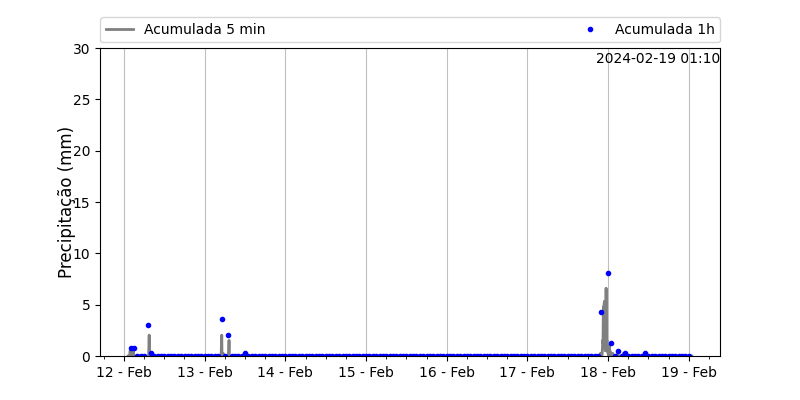 Acumulada 5 min
Acumulada 1h
2024-02-19 01:10
Precipitação (mm)
30
25
20
15
10
5
0
12 - Feb
13 - Feb
14 - Feb
15 - Feb
16 - Feb
17 - Feb
18 - Feb
19 - Feb